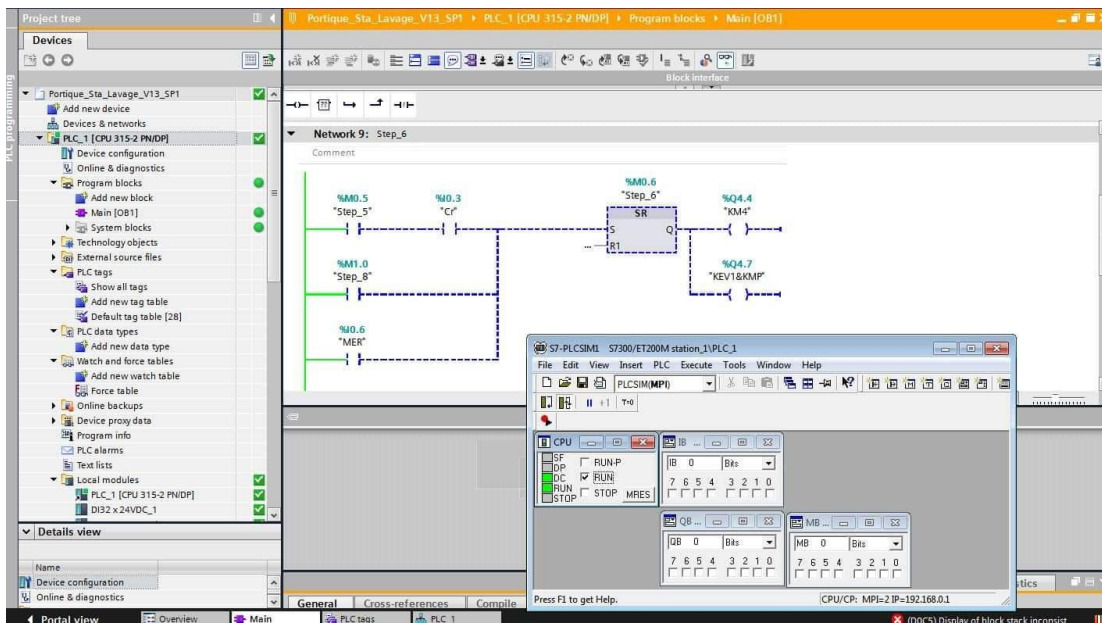 Project tree
Portique_Sta_Lavage_V13_SP1 ▸ PLC_1 [CPU 315-2 PN/DP] ▸ Program blocks ▸ Main [OB1]
Devices
Block interface
PLC programming
Portique_Sta_Lavage_V13_SP1
Add new device
Devices & networks
PLC_1 [CPU 315-2 PN/DP]
Device configuration
Online & diagnostics
Program blocks
Add new block
Main [OB1]
System blocks
Technology objects
External source files
PLC tags
Show all tags
Add new tag table
Default tag table [28]
PLC data types
Add new data type
Watch and force tables
Add new watch table
Force table
Online backups
Device proxy data
Program info
PLC alarms
Text lists
Local modules
PLC_1 [CPU 315-2 PN/DP]
DI32 x 24VDC_1
Details view
Name
Device configuration
Online & diagnostics
Network 9: Step_6
Comment
%M0.5
"Step_5"
%I0.3
"Cr"
%M0.6
"Step_6"
SR
S
Q
... R1
%Q4.4
"KM4"
%M1.0
"Step_8"
%Q4.7
"KEV1&KMP"
%I0.6
"MER"
S7-PLCSIM1 S7300/ET200M station_1\PLC_1
File Edit View Insert PLC Execute Tools Window Help
PLCSIM(MPI)
+1 T=0
CPU
SF
DP
DC
RUN
STOP
RUN-P
RUN
STOP
MRES
IB ...
IB 0 Bits
7 6 5 4 3 2 1 0
QB ...
QB 0 Bits
7 6 5 4 3 2 1 0
MB ...
MB 0 Bits
7 6 5 4 3 2 1 0
Press F1 to get Help.
CPU/CP: MPI=2 IP=192.168.0.1
General Cross-references Compile
Portal view Overview Main PLC tags PLC_1
(D0C5) Display of block stack inconsist